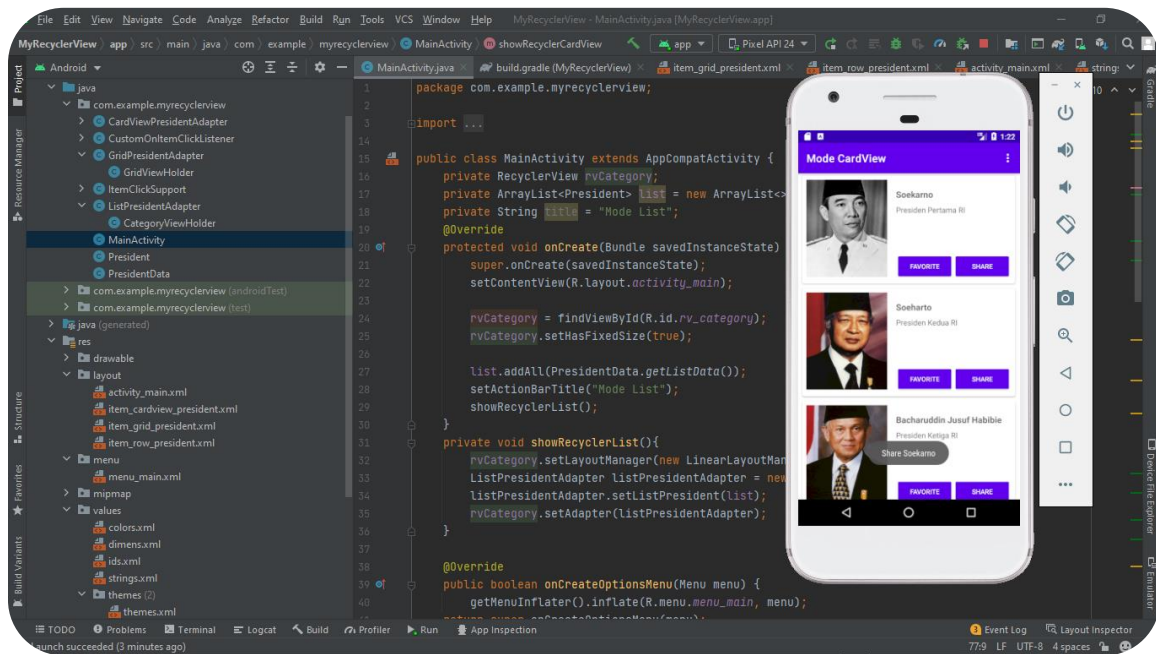 File Edit View Navigate Code Analyze Refactor Build Run Tools VCS Window Help MyRecyclerView - MainActivity.java [MyRecyclerView.app]
MyRecyclerView app src main java com example myrecyclerview MainActivity showRecyclerCardView app Pixel API 24
Android
MainActivity.java build.gradle (MyRecyclerView) item_grid_president.xml item_row_president.xml activity_main.xml strings
Project
Resource Manager
Structure
Favorites
Build Variants
java
com.example.myrecyclerview
CardViewPresidentAdapter
CustomOnItemClickListener
GridPresidentAdapter
GridViewHolder
ItemClickSupport
ListPresidentAdapter
CategoryViewHolder
MainActivity
President
PresidentData
com.example.myrecyclerview (androidTest)
com.example.myrecyclerview (test)
java (generated)
res
drawable
layout
activity_main.xml
item_cardview_president.xml
item_grid_president.xml
item_row_president.xml
menu
menu_main.xml
mipmap
values
colors.xml
dimens.xml
ids.xml
strings.xml
themes (2)
themes.xml
1 package com.example.myrecyclerview;
2
3 import ...
14
15 public class MainActivity extends AppCompatActivity {
16 private RecyclerView rvCategory;
17 private ArrayList<President> list = new ArrayList<>
18 private String title = "Mode List";
19 @Override
20 protected void onCreate(Bundle savedInstanceState)
21 super.onCreate(savedInstanceState);
22 setContentView(R.layout.activity_main);
23
24 rvCategory = findViewById(R.id.rv_category);
25 rvCategory.setHasFixedSize(true);
26
27 list.addAll(PresidentData.getListData());
28 setActionBarTitle("Mode List");
29 showRecyclerList();
30 }
31 private void showRecyclerList(){
32 rvCategory.setLayoutManager(new LinearLayoutMan
33 ListPresidentAdapter listPresidentAdapter = new
34 listPresidentAdapter.setListPresident(list);
35 rvCategory.setAdapter(listPresidentAdapter);
36 }
37
38 @Override
39 public boolean onCreateOptionsMenu(Menu menu) {
40 getMenuInflater().inflate(R.menu.menu_main, menu);
return super.onCreateOptionsMenu(menu);
1:22
Mode CardView
Soekarno
Presiden Pertama RI
FAVORITE SHARE
Soeharto
Presiden Kedua RI
FAVORITE SHARE
Bacharuddin Jusuf Habibie
Presiden Ketiga RI
Share Soekarno
FAVORITE SHARE
10
Gradle
Device File Explorer
Emulator
TODO Problems Terminal Logcat Build Profiler Run App Inspection 3 Event Log Layout Inspector
aunch succeeded (3 minutes ago) 77:9 LF UTF-8 4 spaces